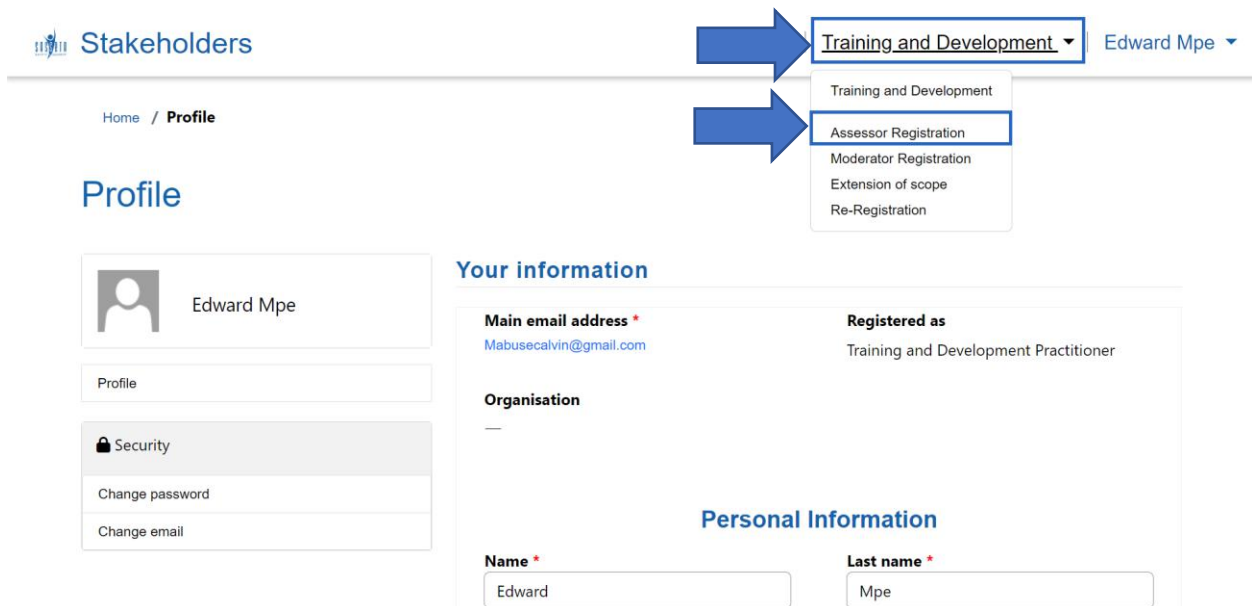 Stakeholders
Training and Development
Edward Mpe
Training and Development
Assessor Registration
Moderator Registration
Extension of scope
Re-Registration
Home / Profile
Profile
Edward Mpe
Profile
Security
Change password
Change email
Your information
Main email address *
Mabusecalvin@gmail.com
Registered as
Training and Development Practitioner
Organisation
—
Personal Information
Name *
Edward
Last name *
Mpe